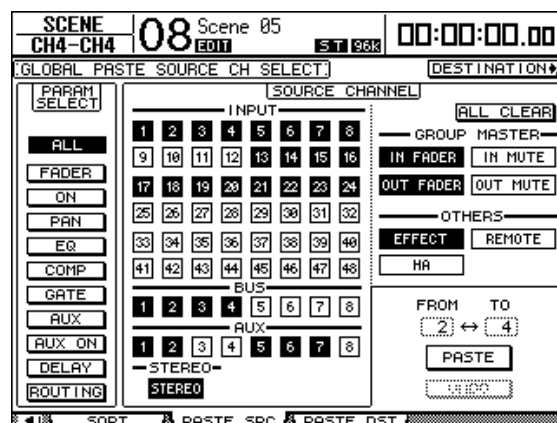 SCENE
CH4-CH4
08 Scene 05
EDIT ST 96k
00:00:00.00
GLOBAL PASTE SOURCE CH SELECT
DESTINATION
PARAM SELECT
ALL
FADER
ON
PAN
EQ
COMP
GATE
AUX
AUX ON
DELAY
ROUTING
SOURCE CHANNEL
INPUT
1 2 3 4 5 6 7 8
9 10 11 12 13 14 15 16
17 18 19 20 21 22 23 24
25 26 27 28 29 30 31 32
33 34 35 36 37 38 39 40
41 42 43 44 45 46 47 48
BUS
1 2 3 4 5 6 7 8
AUX
1 2 3 4 5 6 7 8
STEREO
STEREO
ALL CLEAR
GROUP MASTER
IN FADER IN MUTE
OUT FADER OUT MUTE
OTHERS
EFFECT REMOTE
HA
FROM TO
2 ↔ 4
PASTE
UNDO
SORT PASTE SRC PASTE DST